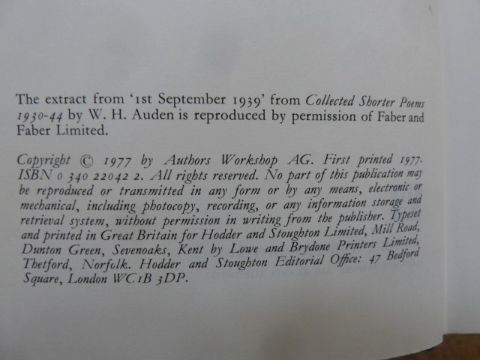 The extract from ‘1st September 1939’ from Collected Shorter Poems
1930-44 by W. H. Auden is reproduced by permission of Faber and
Faber Limited.
Copyright © 1977 by Authors Workshop AG. First printed 1977.
ISBN 0 340 22042 2. All rights reserved. No part of this publication may
be reproduced or transmitted in any form or by any means, electronic or
mechanical, including photocopy, recording, or any information storage and
retrieval system, without permission in writing from the publisher. Typeset
and printed in Great Britain for Hodder and Stoughton Limited, Mill Road,
Dunton Green, Sevenoaks, Kent by Lowe and Brydone Printers Limited,
Thetford, Norfolk. Hodder and Stoughton Editorial Office: 47 Bedford
Square, London WC1B 3DP.